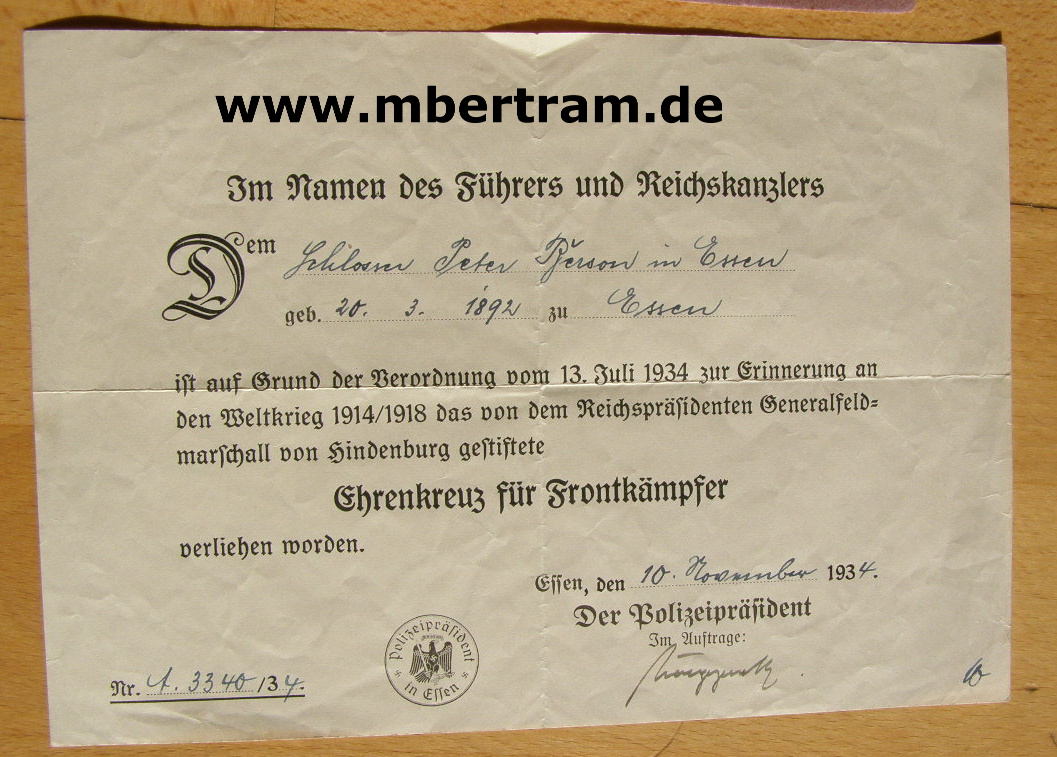 www.mbertram.de
Im Namen des Führers und Reichskanzlers
Dem Schlosser Peter Pferson in Essen
geb. 20. 3. 1892 zu Essen
ist auf Grund der Verordnung vom 13. Juli 1934 zur Erinnerung an
den Weltkrieg 1914/1918 das von dem Reichspräsidenten Generalfeld=
marschall von Hindenburg gestiftete
Ehrenkreuz für Frontkämpfer
verliehen worden.
Essen, den 10. November 1934.
Der Polizeipräsident
Im Auftrage:
Polizeipräsident
in Essen
Nr. A. 3340/34.